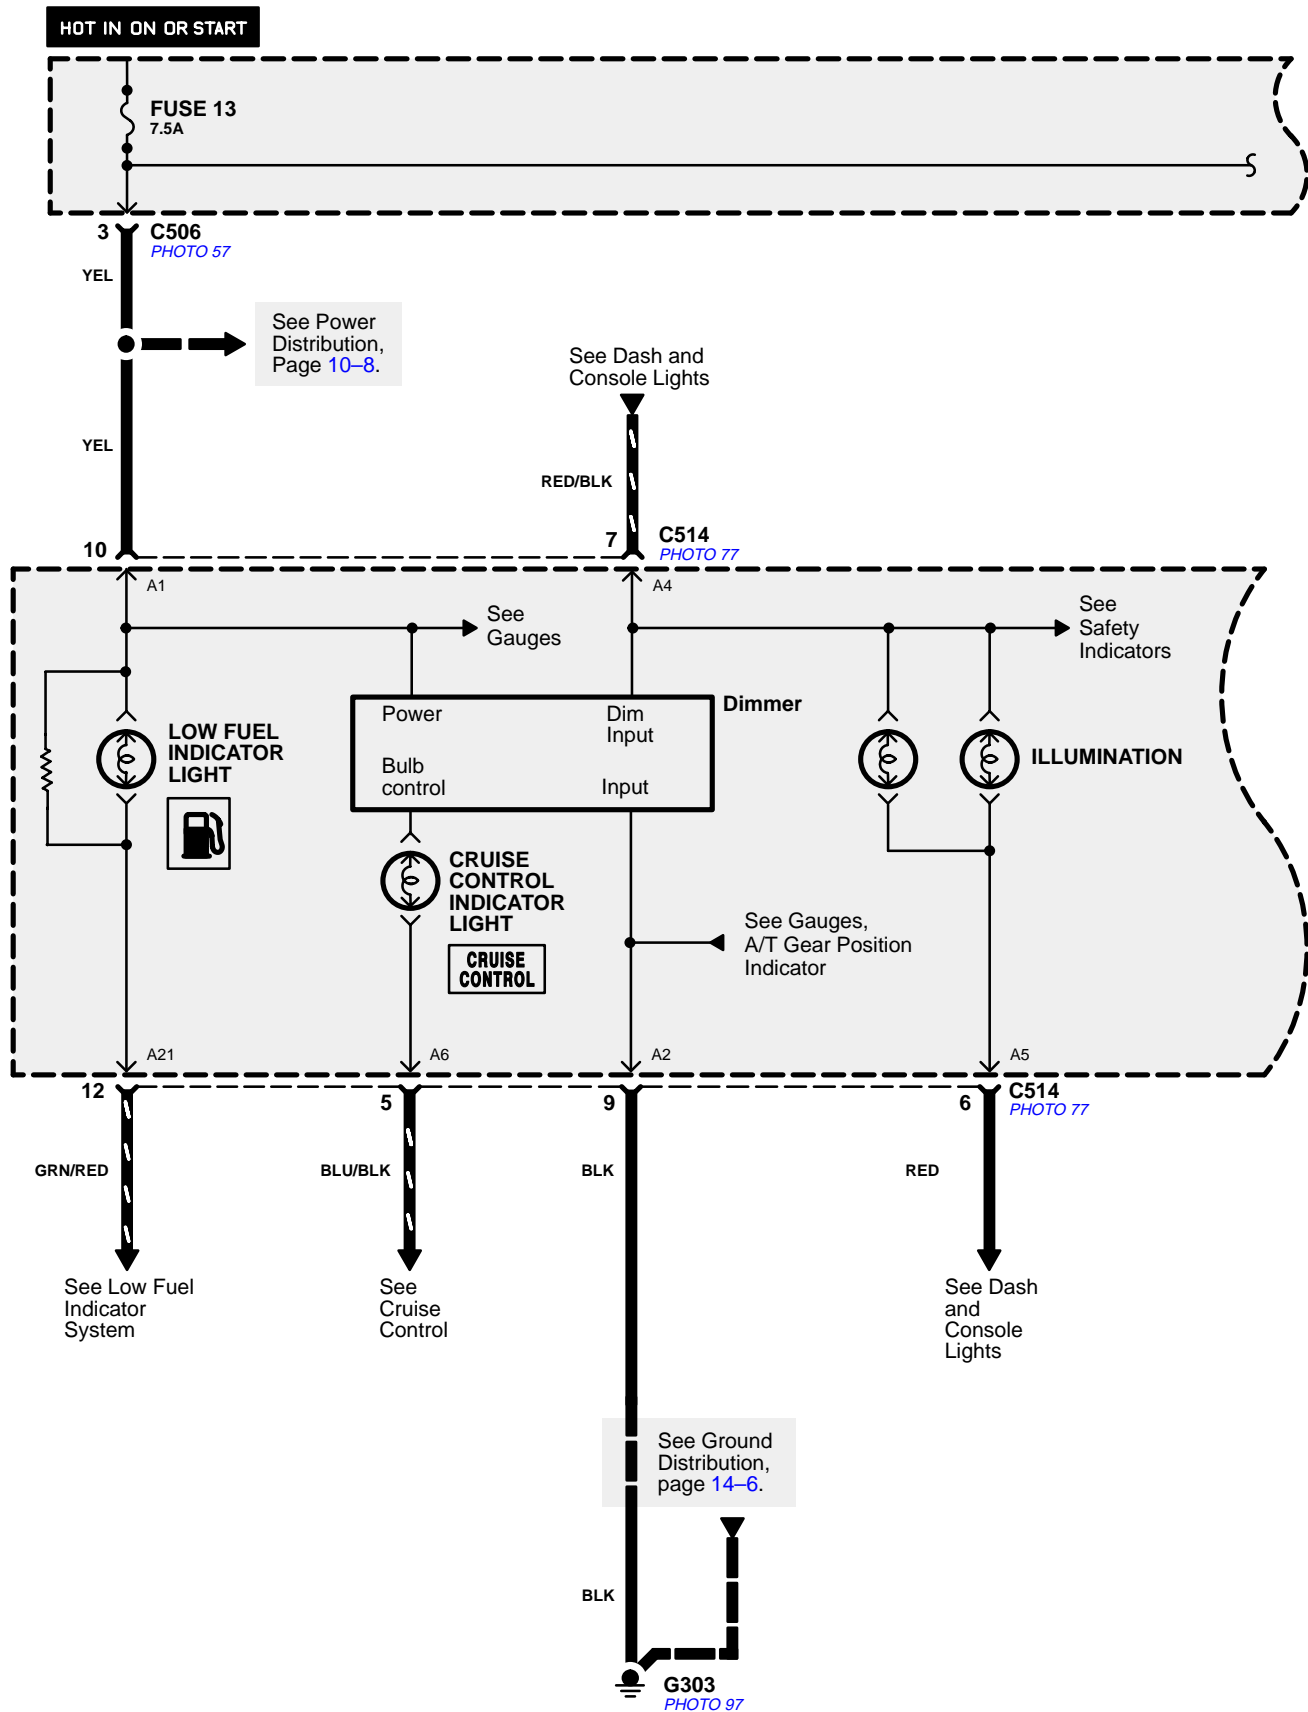 HOT IN ON OR START
FUSE 13
7.5A
3
C506
PHOTO 57
YEL
See Power
Distribution,
Page 10–8.
See Dash and
Console Lights
YEL
RED/BLK
10
7
C514
PHOTO 77
A1
A4
See
Gauges
See
Safety
Indicators
Dimmer
Power
Dim
Input
Bulb
control
Input
LOW FUEL
INDICATOR
LIGHT
ILLUMINATION
CRUISE
CONTROL
INDICATOR
LIGHT
CRUISE
CONTROL
See Gauges,
A/T Gear Position
Indicator
A21
A6
A2
A5
12
5
9
6
C514
PHOTO 77
GRN/RED
BLU/BLK
BLK
RED
See Low Fuel
Indicator
System
See
Cruise
Control
See Dash
and
Console
Lights
See Ground
Distribution,
page 14–6.
BLK
G303
PHOTO 97